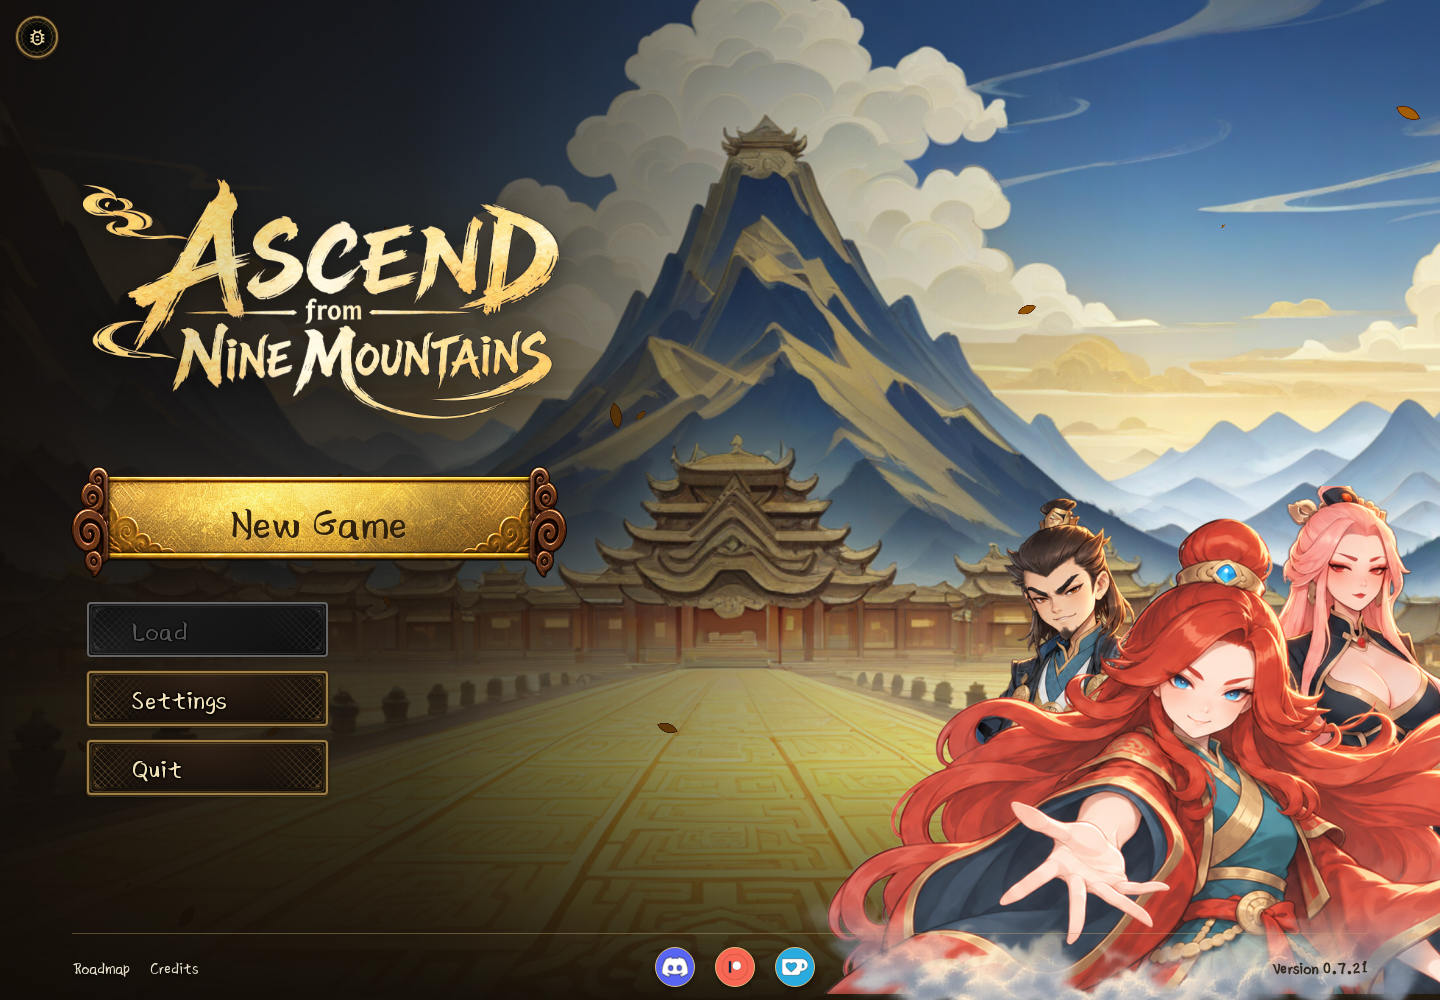 ASCEND
from
NINE MOUNTAINS
New Game
Load
Settings
Quit
Roadmap Credits
Version 0.7.21